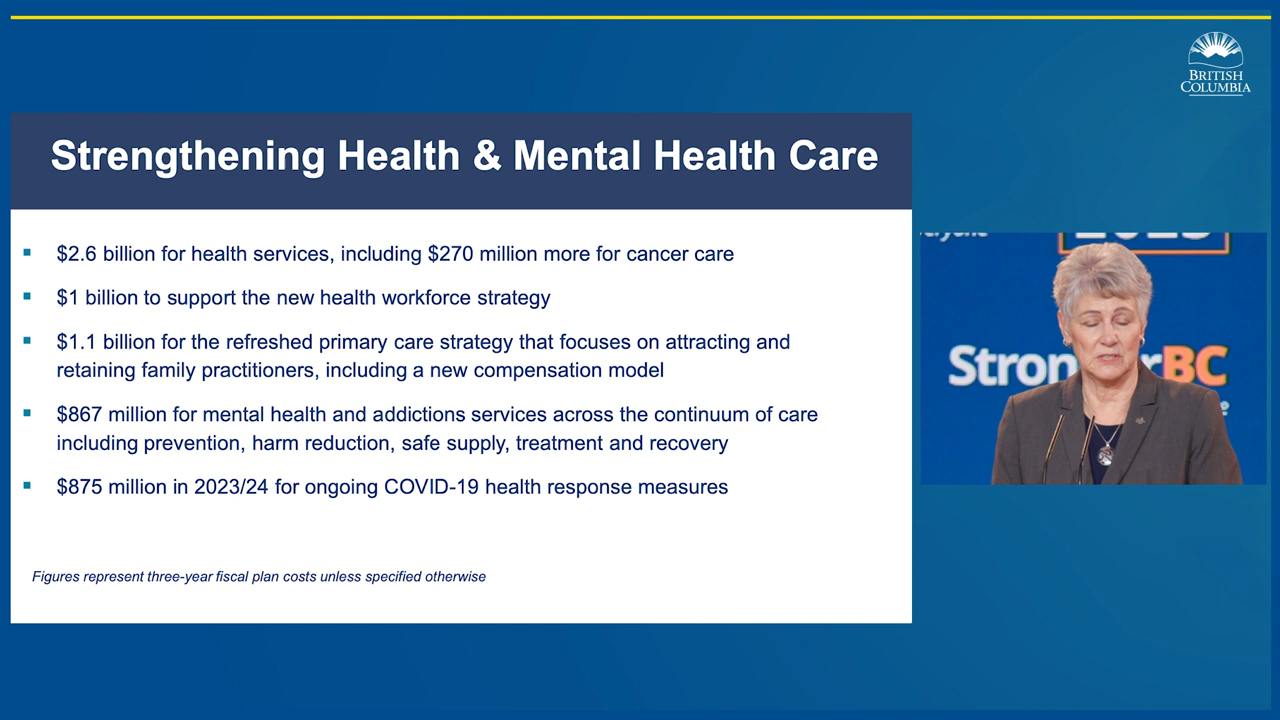 BRITISH
COLUMBIA
Strengthening Health & Mental Health Care
▪ $2.6 billion for health services, including $270 million more for cancer care
▪ $1 billion to support the new health workforce strategy
▪ $1.1 billion for the refreshed primary care strategy that focuses on attracting and
retaining family practitioners, including a new compensation model
▪ $867 million for mental health and addictions services across the continuum of care
including prevention, harm reduction, safe supply, treatment and recovery
▪ $875 million in 2023/24 for ongoing COVID-19 health response measures
Figures represent three-year fiscal plan costs unless specified otherwise